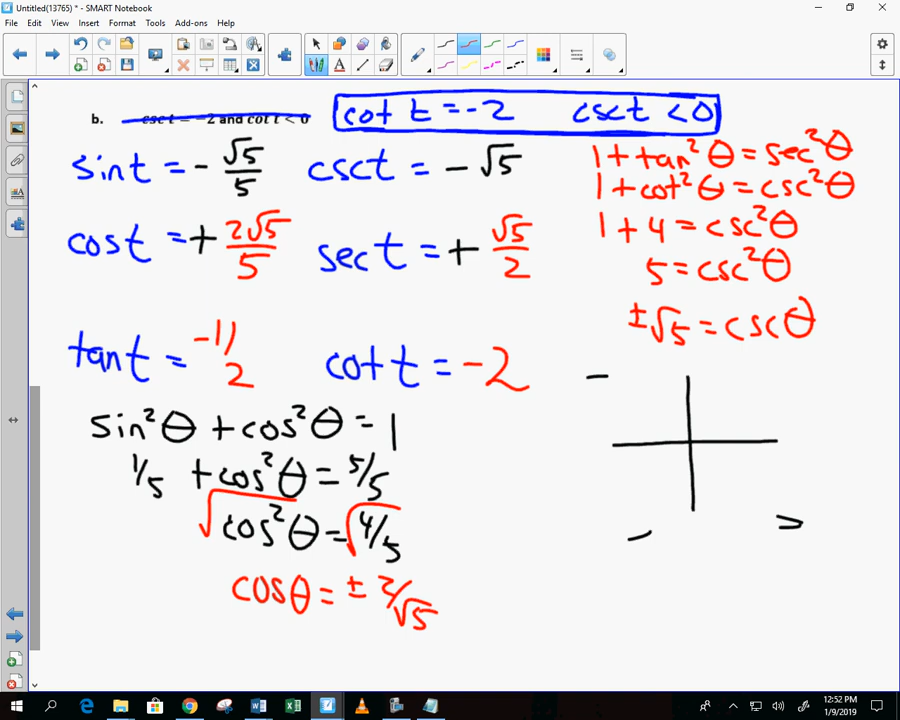 Untitled(13765) * - SMART Notebook
File Edit View Insert Format Tools Add-ons Help
b. csc t = −2 and cot t < 0 cot t = -2 csc t < 0
sin t = - √5/5 csc t = - √5
cos t = + 2√5/5 sec t = + √5/2
tan t = -1/2 cot t = -2
1 + tan²θ = sec²θ
1 + cot²θ = csc²θ
1 + 4 = csc²θ
5 = csc²θ
±√5 = cscθ
sin²θ + cos²θ = 1
1/5 + cos²θ = 5/5
√cos²θ = √4/5
cosθ = ± 2/√5
12:52 PM
1/9/2019